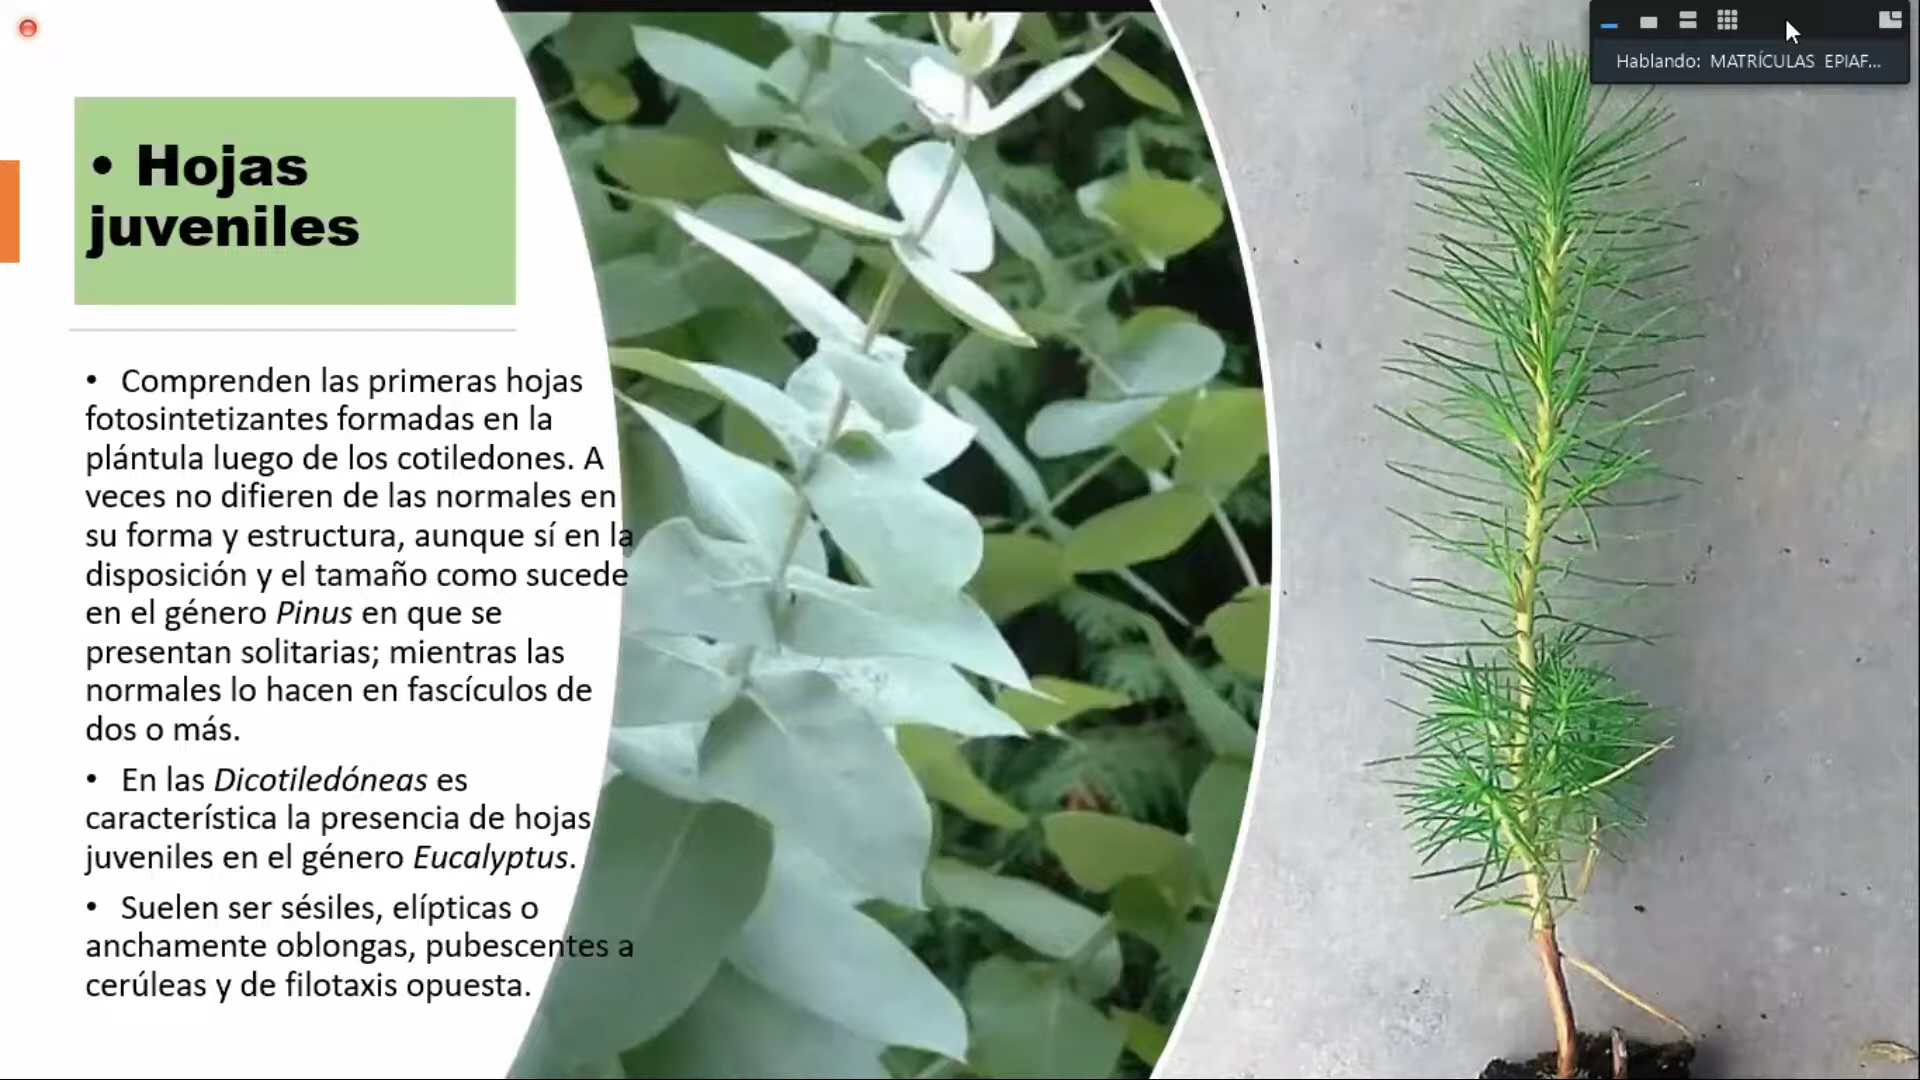 Hablando: MATRÍCULAS EPIAF...
• Hojas
juveniles
• Comprenden las primeras hojas
fotosintetizantes formadas en la
plántula luego de los cotiledones. A
veces no difieren de las normales en
su forma y estructura, aunque sí en la
disposición y el tamaño como sucede
en el género Pinus en que se
presentan solitarias; mientras las
normales lo hacen en fascículos de
dos o más.
• En las Dicotiledóneas es
característica la presencia de hojas
juveniles en el género Eucalyptus.
• Suelen ser sésiles, elípticas o
anchamente oblongas, pubescentes a
cerúleas y de filotaxis opuesta.